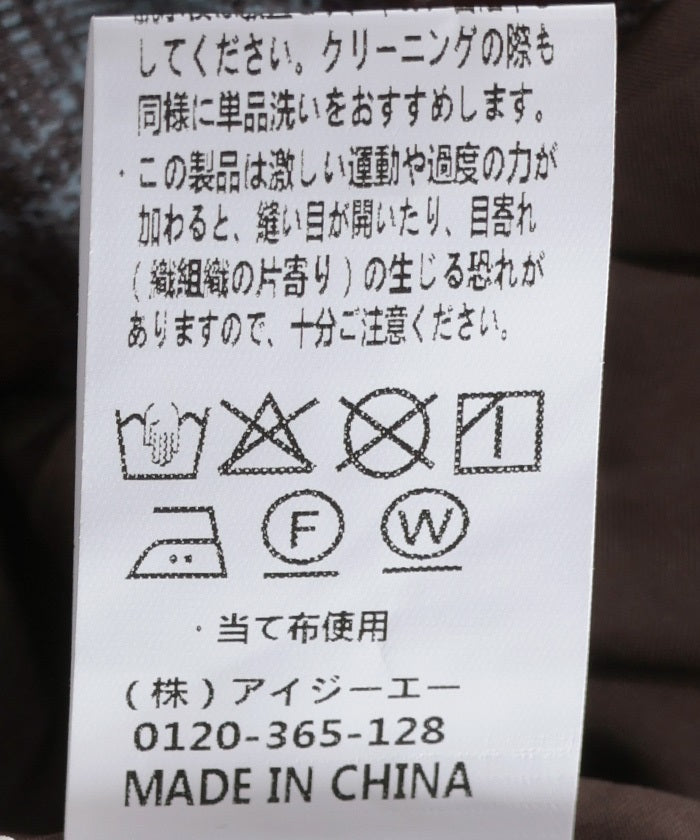 してください。クリーニングの際も
同様に単品洗いをおすすめします。
・この製品は激しい運動や過度の力が
加わると、縫い目が開いたり、目寄れ
(織組織の片寄り)の生じる恐れが
ありますので、十分ご注意ください。
F W
・当て布使用
(株)アイジーエー
0120-365-128
MADE IN CHINA